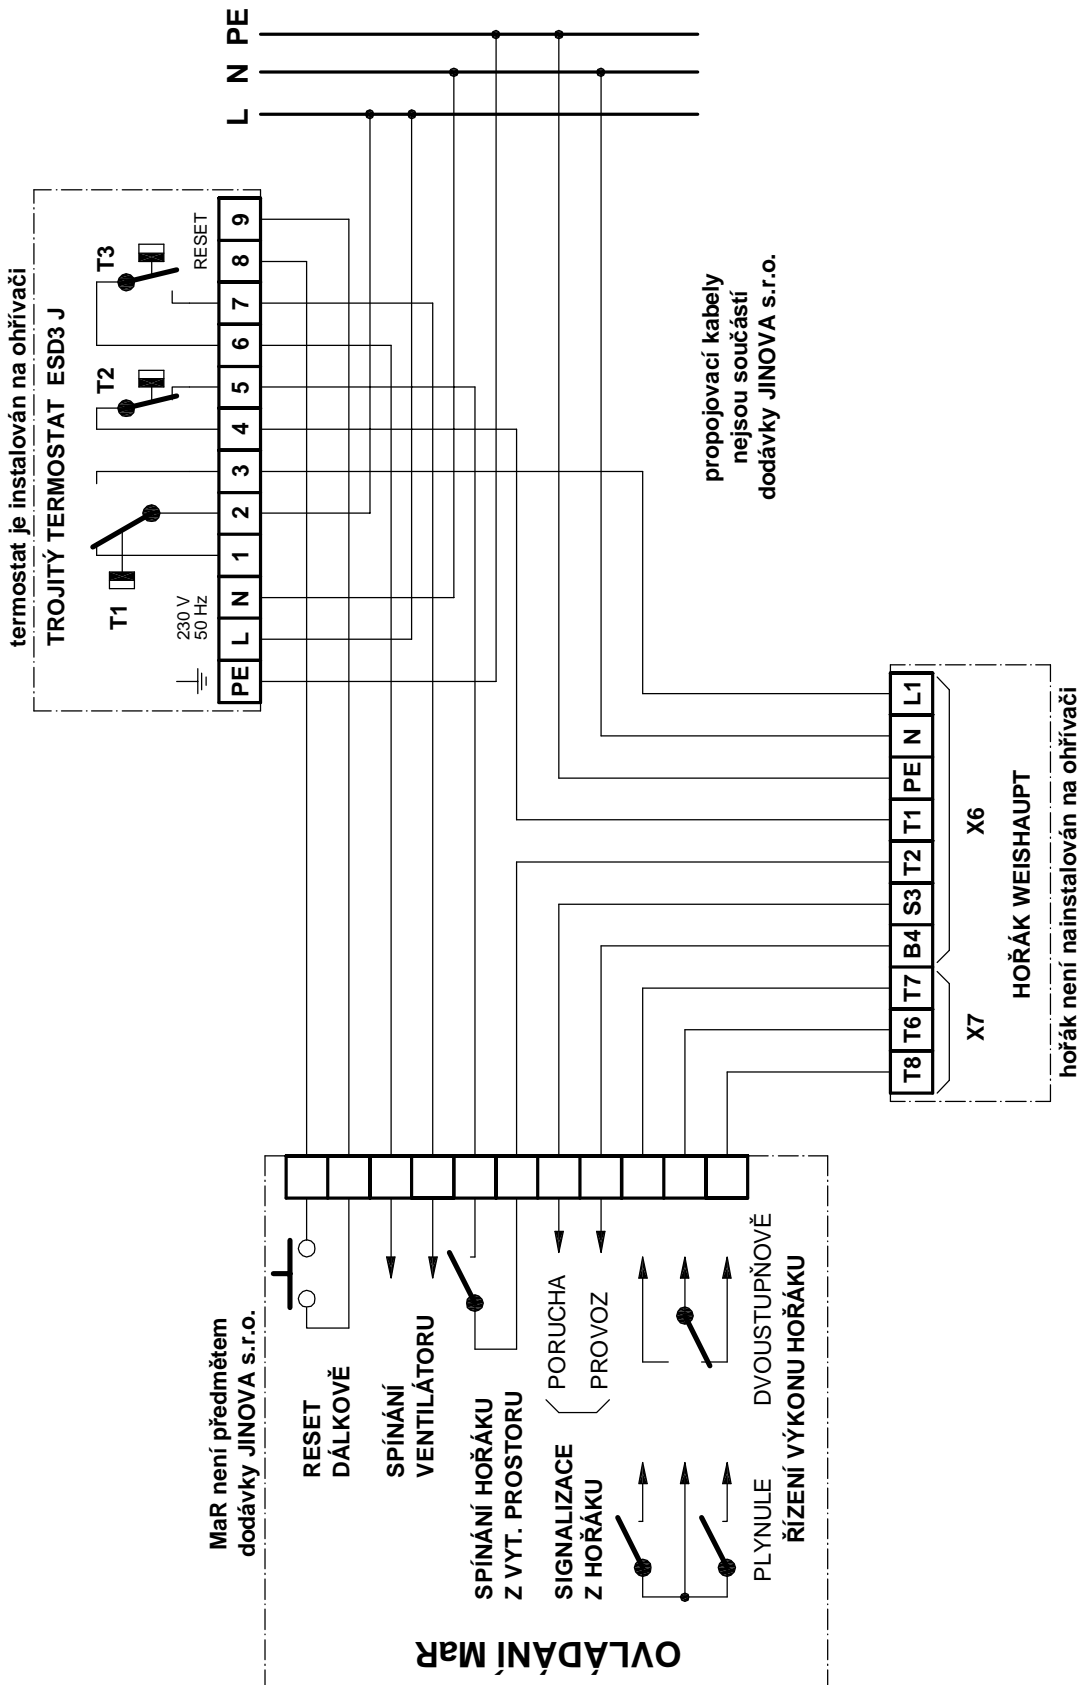 PE
N
L
termostat je instalován na ohřívači
TROJITÝ TERMOSTAT ESD3 J
T1
T2
T3
230 V
50 Hz
RESET
PE L N 1 2 3 4 5 6 7 8 9
propojovací kabely
nejsou součástí
dodávky JINOVA s.r.o.
MaR není předmětem
dodávky JINOVA s.r.o.
RESET
DÁLKOVĚ
SPÍNÁNÍ
VENTILÁTORU
SPÍNÁNÍ HOŘÁKU
Z VYT. PROSTORU
SIGNALIZACE
Z HOŘÁKU
PORUCHA
PROVOZ
PLYNULE
DVOUSTUPŇOVĚ
ŘÍZENÍ VÝKONU HOŘÁKU
OVLÁDÁNÍ MaR
T8 T6 T7 B4 S3 T2 T1 PE N L1
X7
X6
HOŘÁK WEISHAUPT
hořák není nainstalován na ohřívači